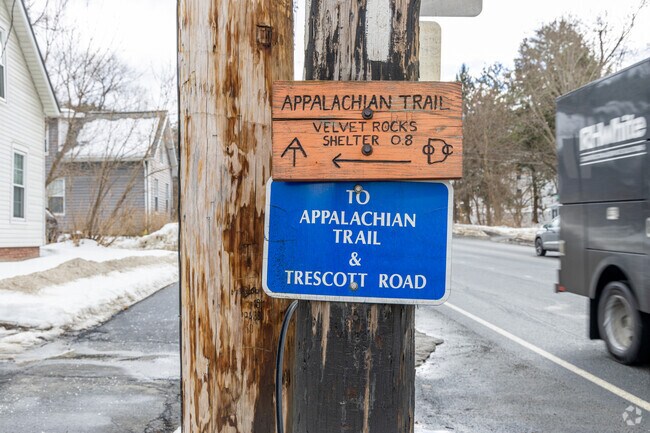 APPALACHIAN TRAIL
VELVET ROCKS
SHELTER 0.8
TO
APPALACHIAN
TRAIL
&
TRESCOTT ROAD